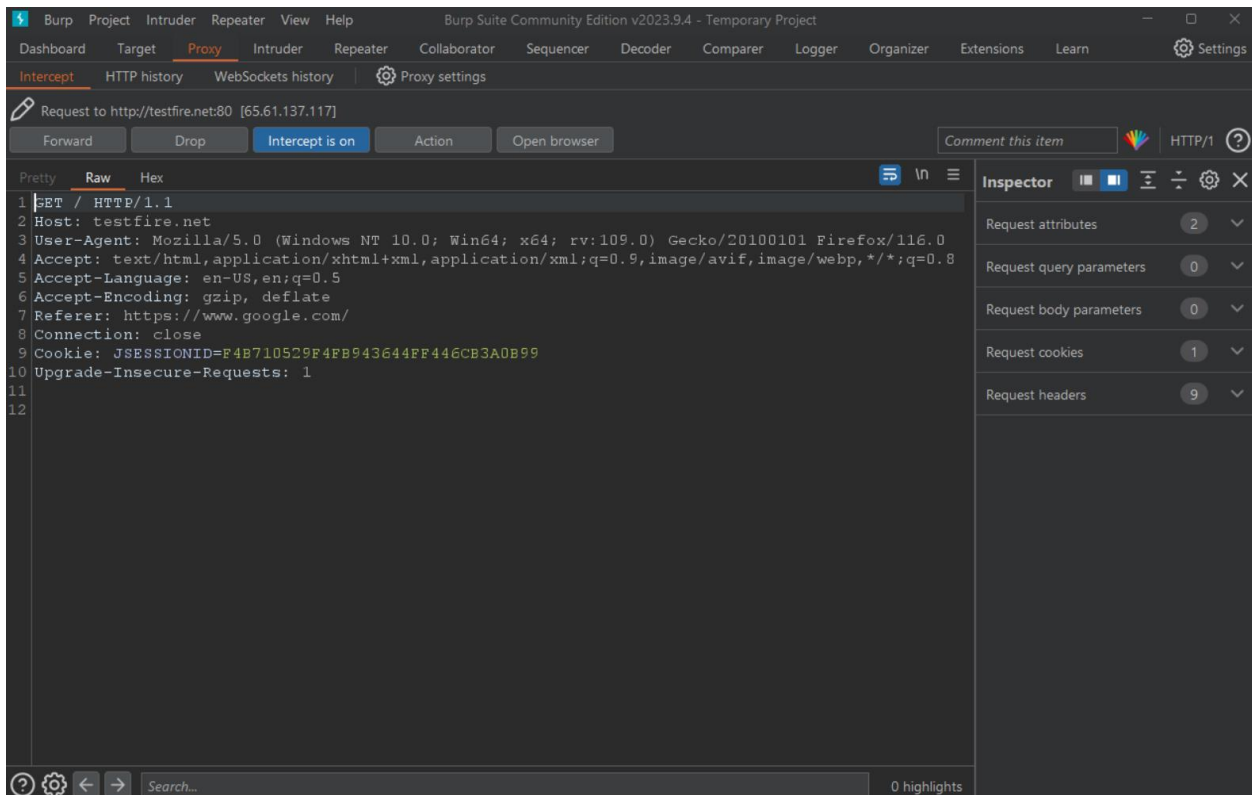 Burp Project Intruder Repeater View Help Burp Suite Community Edition v2023.9.4 - Temporary Project
Dashboard Target Proxy Intruder Repeater Collaborator Sequencer Decoder Comparer Logger Organizer Extensions Learn Settings
Intercept HTTP history WebSockets history Proxy settings
Request to http://testfire.net:80 [65.61.137.117]
Forward Drop Intercept is on Action Open browser Comment this item HTTP/1 ?
Pretty Raw Hex \n Inspector
1 GET / HTTP/1.1
2 Host: testfire.net
3 User-Agent: Mozilla/5.0 (Windows NT 10.0; Win64; x64; rv:109.0) Gecko/20100101 Firefox/116.0
4 Accept: text/html,application/xhtml+xml,application/xml;q=0.9,image/avif,image/webp,*/*;q=0.8
5 Accept-Language: en-US,en;q=0.5
6 Accept-Encoding: gzip, deflate
7 Referer: https://www.google.com/
8 Connection: close
9 Cookie: JSESSIONID=F4B710529F4FB943644FF446CB3A0B99
10 Upgrade-Insecure-Requests: 1
11
12
Request attributes 2
Request query parameters 0
Request body parameters 0
Request cookies 1
Request headers 9
? Search... 0 highlights